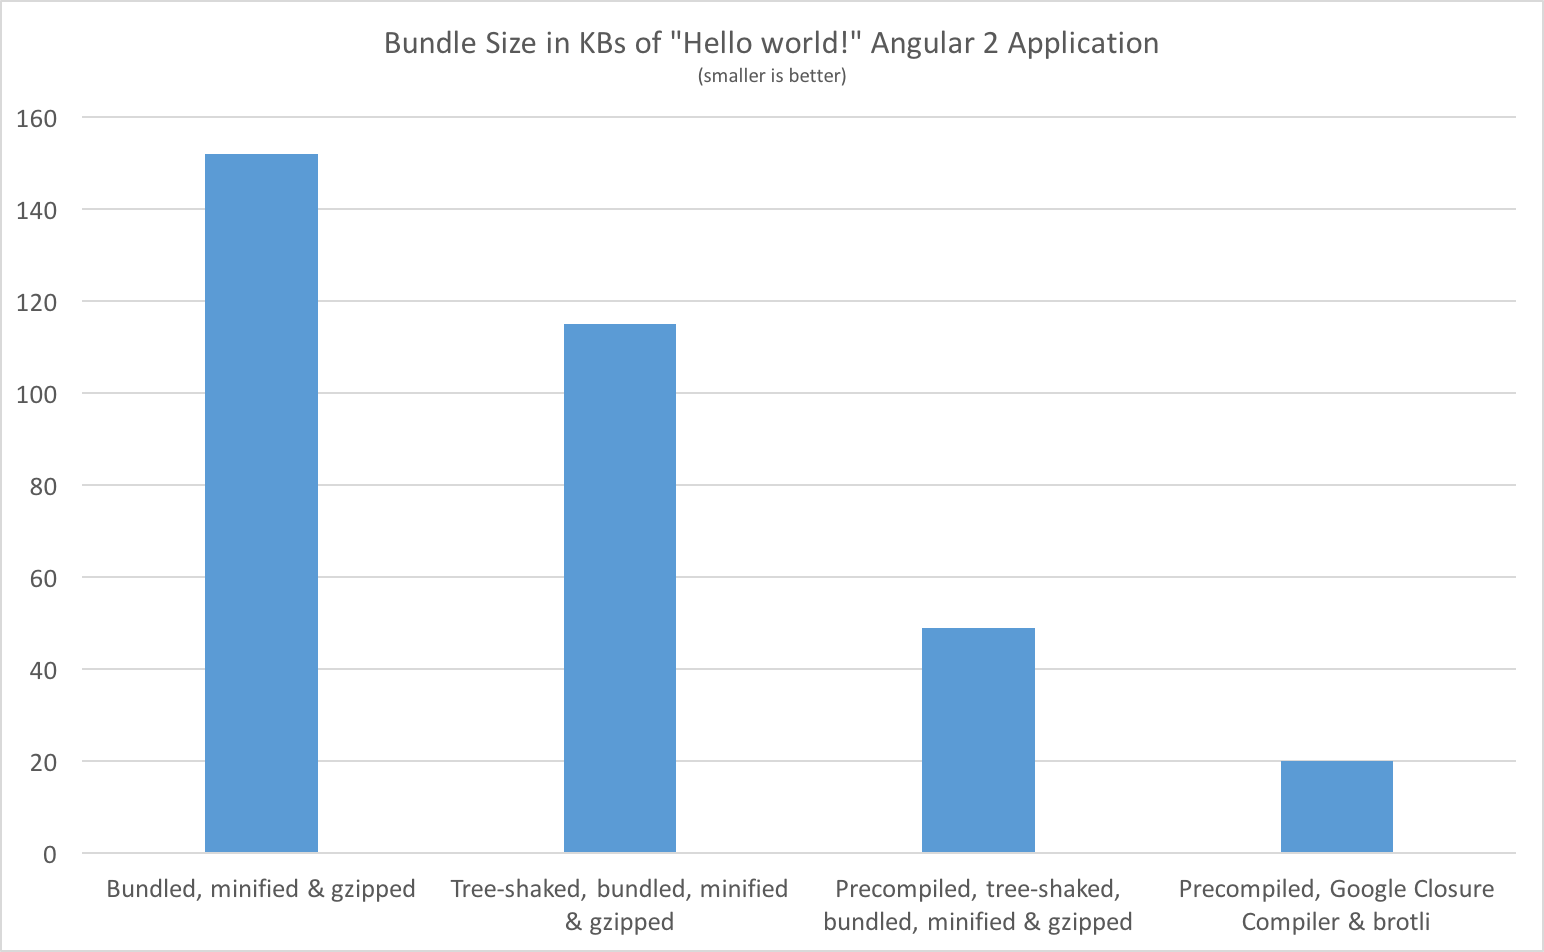 Bundle Size in KBs of "Hello world!" Angular 2 Application
(smaller is better)
160
140
120
100
80
60
40
20
0
Bundled, minified & gzipped
Tree-shaked, bundled, minified
& gzipped
Precompiled, tree-shaked,
bundled, minified & gzipped
Precompiled, Google Closure
Compiler & brotli